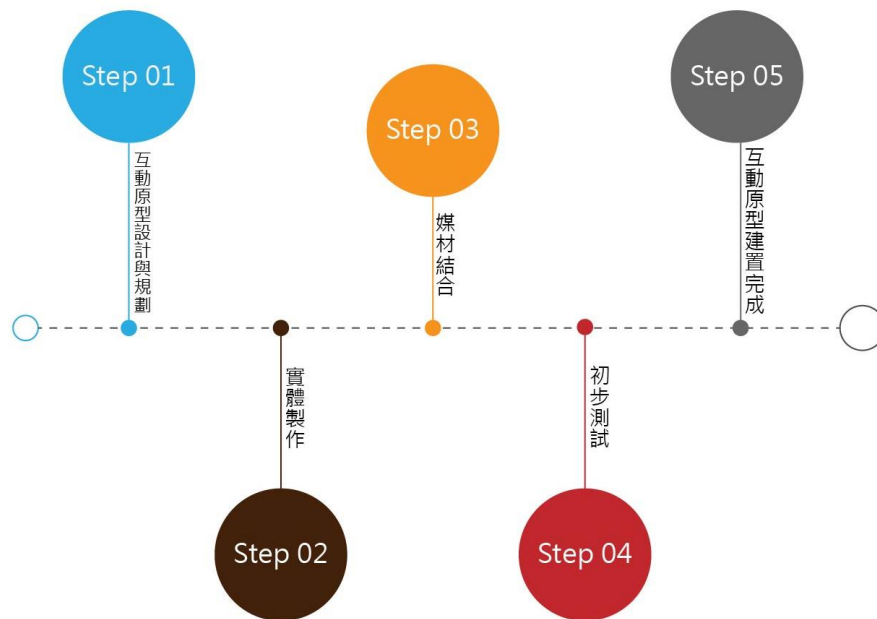 Step 01
互動原型設計與規劃
Step 02
實體製作
Step 03
媒材結合
Step 04
初步測試
Step 05
互動原型建置完成